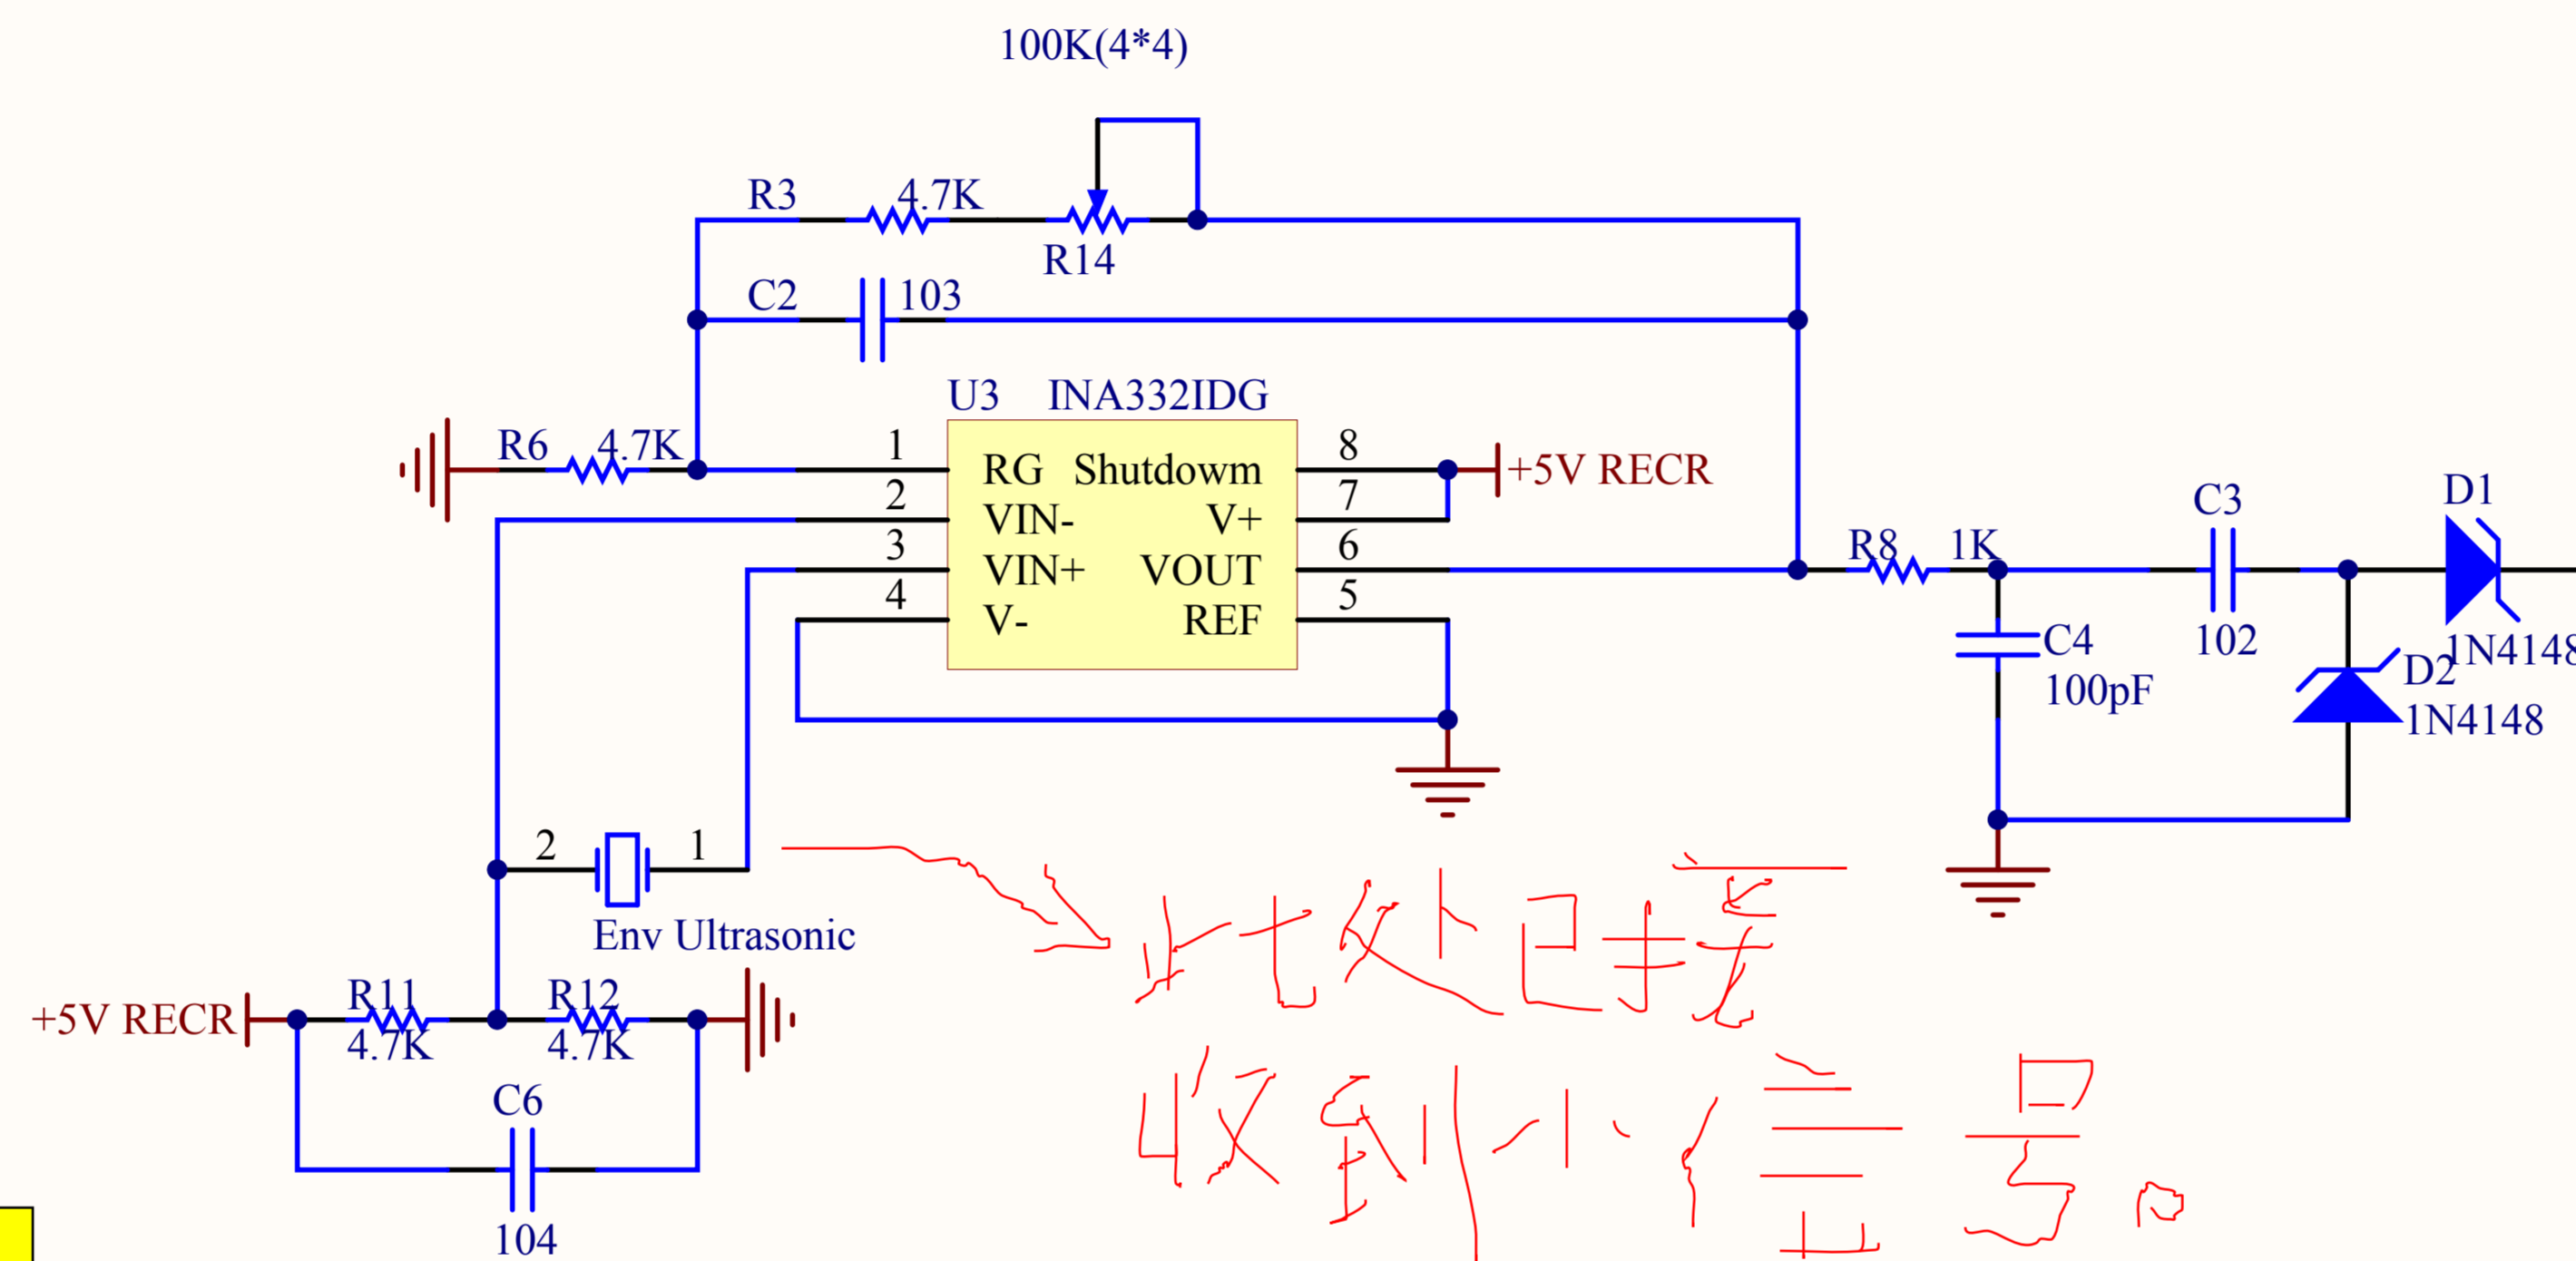 100K(4*4)
R3
4.7K
R14
C2
103
U3
INA332IDG
R6
4.7K
1
RG
Shutdowm
8
+5V RECR
2
VIN-
V+
7
3
VIN+
VOUT
6
4
V-
REF
5
R8
1K
C3
102
D1
1N4148
C4
100pF
D2
1N4148
2
1
Env Ultrasonic
此处已
收到小信号。
+5V RECR
R11
4.7K
R12
4.7K
C6
104